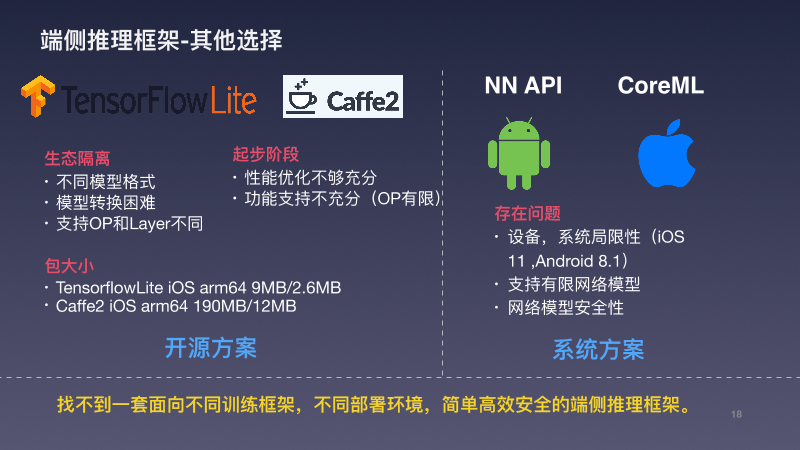 端侧推理框架-其他选择
TensorFlow Lite
Caffe2
生态隔离
· 不同模型格式
· 模型转换困难
· 支持OP和Layer不同
起步阶段
· 性能优化不够充分
· 功能支持不充分（OP有限）
包大小
· TensorflowLite iOS arm64 9MB/2.6MB
· Caffe2 iOS arm64 190MB/12MB
开源方案
NN API
CoreML
存在问题
· 设备，系统局限性（iOS
11 ,Android 8.1）
· 支持有限网络模型
· 网络模型安全性
系统方案
找不到一套面向不同训练框架，不同部署环境，简单高效安全的端侧推理框架。
18